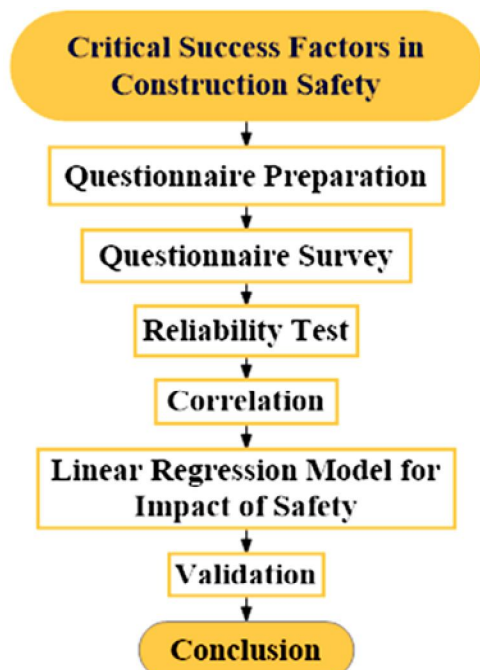 Critical Success Factors in
Construction Safety
Questionnaire Preparation
Questionnaire Survey
Reliability Test
Correlation
Linear Regression Model for
Impact of Safety
Validation
Conclusion